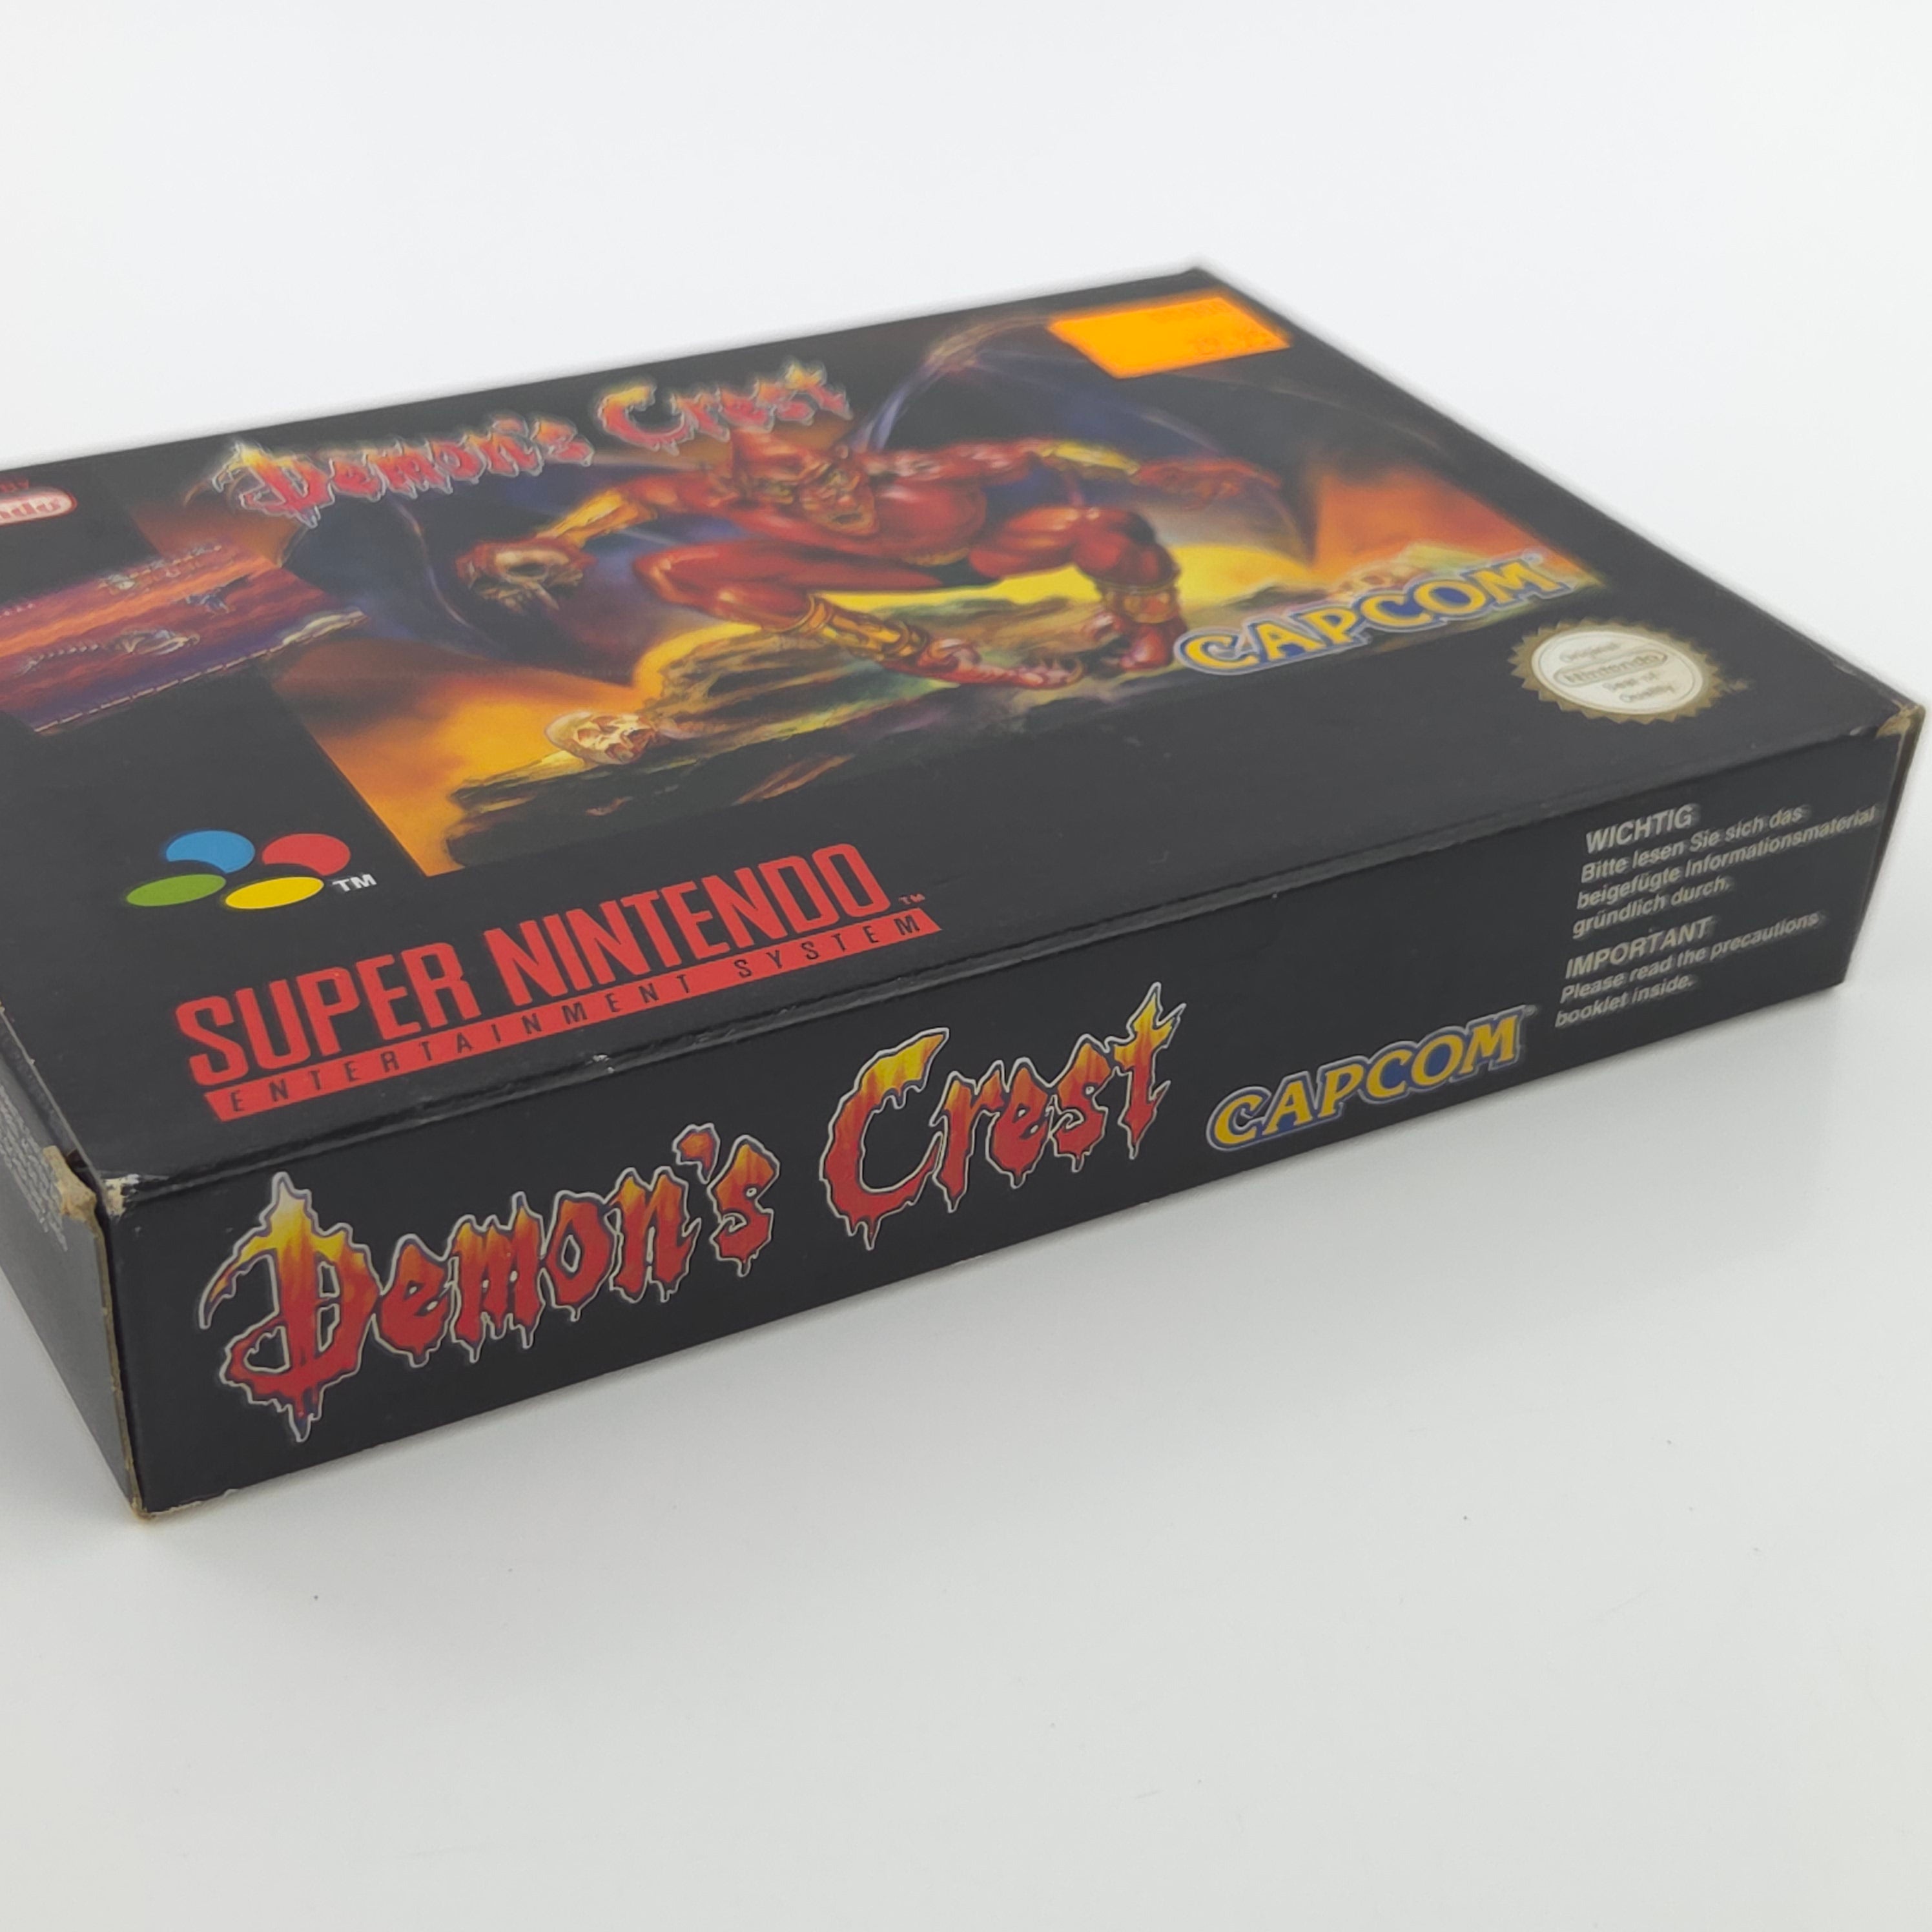 Demon's Crest
CAPCOM
Original
Nintendo
Seal of
Quality
TM
SUPER NINTENDO TM
ENTERTAINMENT SYSTEM
Demon's Crest
CAPCOM
WICHTIG
Bitte lesen Sie sich das
beigefügte Informationsmaterial
gründlich durch.
IMPORTANT
Please read the precautions
booklet inside.